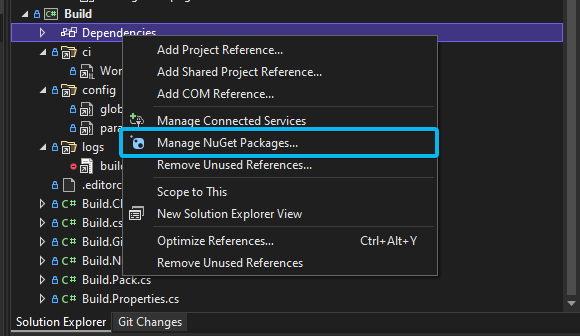 Build
Dependencies
ci
Wor
config
glob
para
logs
build
.editorc
Build.Cl
Build.cs
Build.Gi
Build.N
Build.Pack.cs
Build.Properties.cs
Add Project Reference...
Add Shared Project Reference...
Add COM Reference...
Manage Connected Services
Manage NuGet Packages...
Remove Unused References...
Scope to This
New Solution Explorer View
Optimize References... Ctrl+Alt+Y
Remove Unused References
Solution Explorer Git Changes